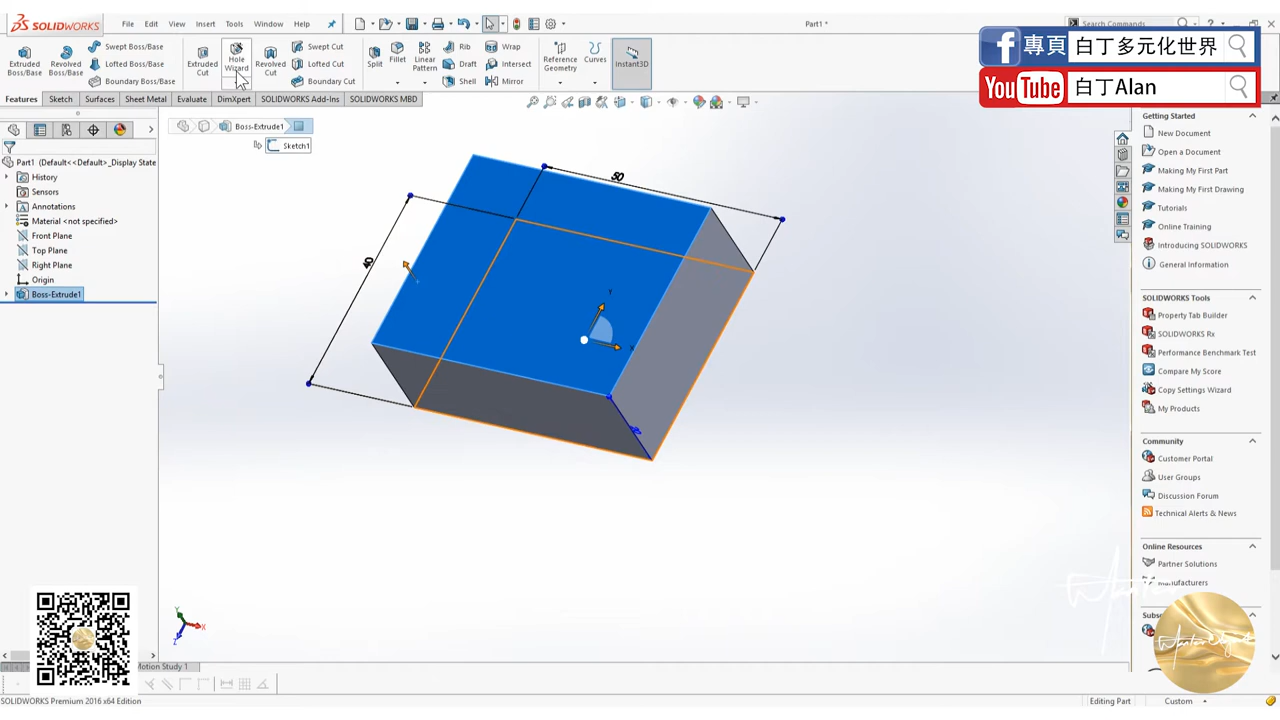 SOLIDWORKS
File Edit View Insert Tools Window Help
Part1 *
Search Commands
專頁 白丁多元化世界
YouTube 白丁Alan
Extruded Boss/Base
Revolved Boss/Base
Swept Boss/Base
Lofted Boss/Base
Boundary Boss/Base
Extruded Cut
Hole Wizard
Revolved Cut
Swept Cut
Lofted Cut
Boundary Cut
Split
Fillet
Linear Pattern
Rib
Draft
Shell
Wrap
Intersect
Mirror
Reference Geometry
Curves
Instant3D
Features Sketch Surfaces Sheet Metal Evaluate DimXpert SOLIDWORKS Add-Ins SOLIDWORKS MBD
Boss-Extrude1
Sketch1
Part1 (Default<<Default>_Display State
History
Sensors
Annotations
Material <not specified>
Front Plane
Top Plane
Right Plane
Origin
Boss-Extrude1
50
40
Y
X
Y
X
Z
Getting Started
New Document
Open a Document
Making My First Part
Making My First Drawing
Tutorials
Online Training
Introducing SOLIDWORKS
General Information
SOLIDWORKS Tools
Property Tab Builder
SOLIDWORKS Rx
Performance Benchmark Test
Compare My Score
Copy Settings Wizard
My Products
Community
Customer Portal
User Groups
Discussion Forum
Technical Alerts & News
Online Resources
Partner Solutions
Manufacturers
Motion Study 1
SOLIDWORKS Premium 2016 x64 Edition
Editing Part
Custom